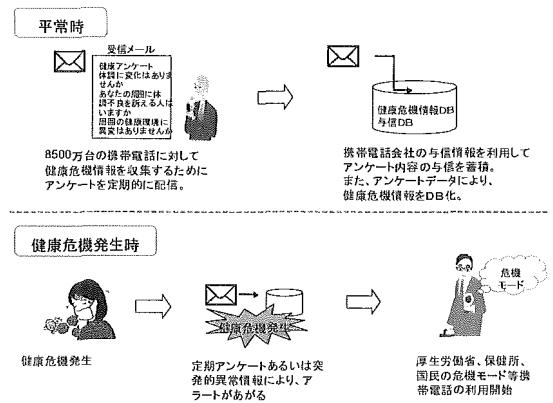 平常時
受信メール
健康アンケート
体調に変化はありま
せんか
あなたの周囲に体
調不良を訴える人は
いますか
周囲の健康環境に
異変はありませんか
8500万台の携帯電話に対して
健康危機情報を収集するために
アンケートを定期的に配信。
健康危機情報DB
与信DB
携帯電話会社の与信情報を利用して
アンケート内容の与信を蓄積。
また、アンケートデータにより、
健康危機情報をDB化。
健康危機発生時
健康危機発生
健康危機発生
定期アンケートあるいは突
発的異常情報により、ア
ラートがあがる
危機
モード
厚生労働省、保健所、
国民の危機モード等携
帯電話の利用開始